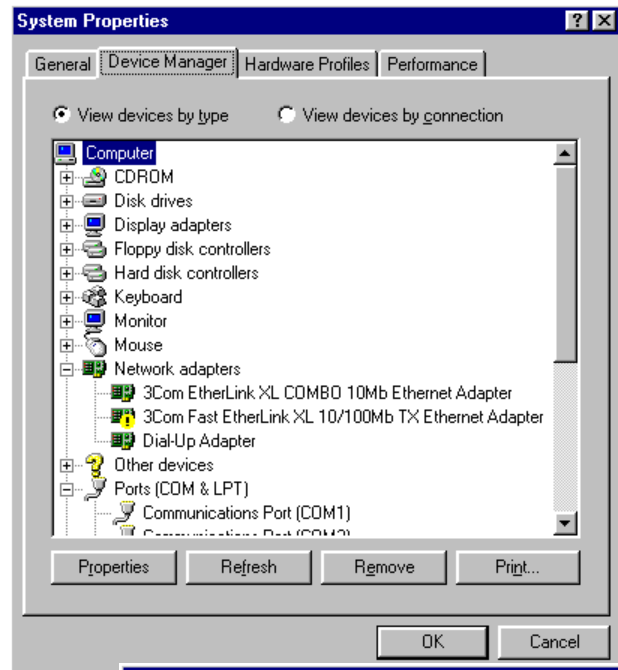 System Properties
General Device Manager Hardware Profiles Performance
View devices by type View devices by connection
Computer
CDROM
Disk drives
Display adapters
Floppy disk controllers
Hard disk controllers
Keyboard
Monitor
Mouse
Network adapters
3Com EtherLink XL COMBO 10Mb Ethernet Adapter
3Com Fast EtherLink XL 10/100Mb TX Ethernet Adapter
Dial-Up Adapter
Other devices
Ports (COM & LPT)
Communications Port (COM1)
Communications Port (COM2)
Properties Refresh Remove Print...
OK Cancel